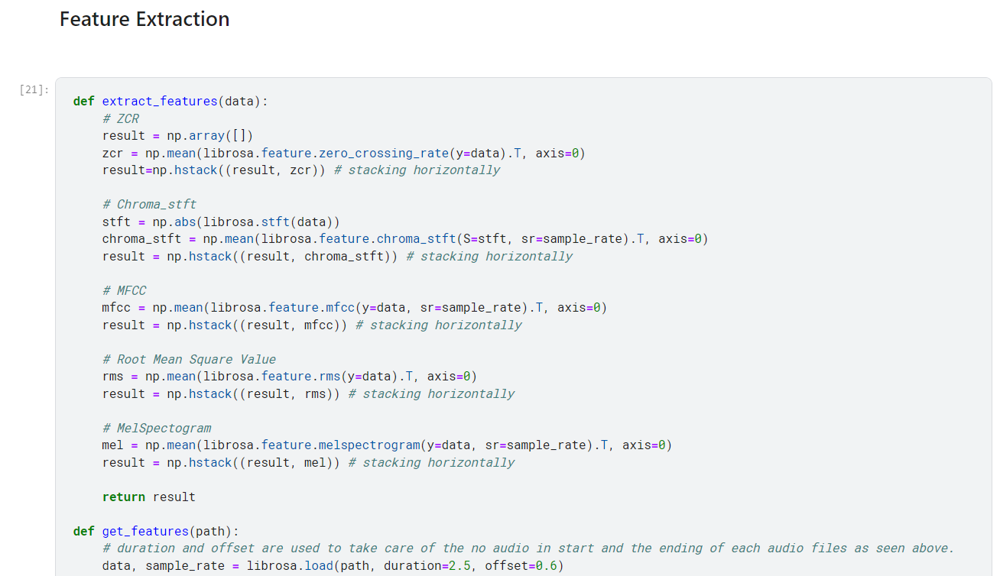 Feature Extraction
[21]:
def extract_features(data):
    # ZCR
    result = np.array([])
    zcr = np.mean(librosa.feature.zero_crossing_rate(y=data).T, axis=0)
    result=np.hstack((result, zcr)) # stacking horizontally

    # Chroma_stft
    stft = np.abs(librosa.stft(data))
    chroma_stft = np.mean(librosa.feature.chroma_stft(S=stft, sr=sample_rate).T, axis=0)
    result = np.hstack((result, chroma_stft)) # stacking horizontally

    # MFCC
    mfcc = np.mean(librosa.feature.mfcc(y=data, sr=sample_rate).T, axis=0)
    result = np.hstack((result, mfcc)) # stacking horizontally

    # Root Mean Square Value
    rms = np.mean(librosa.feature.rms(y=data).T, axis=0)
    result = np.hstack((result, rms)) # stacking horizontally

    # MelSpectogram
    mel = np.mean(librosa.feature.melspectrogram(y=data, sr=sample_rate).T, axis=0)
    result = np.hstack((result, mel)) # stacking horizontally

    return result

def get_features(path):
    # duration and offset are used to take care of the no audio in start and the ending of each audio files as seen above.
    data, sample_rate = librosa.load(path, duration=2.5, offset=0.6)